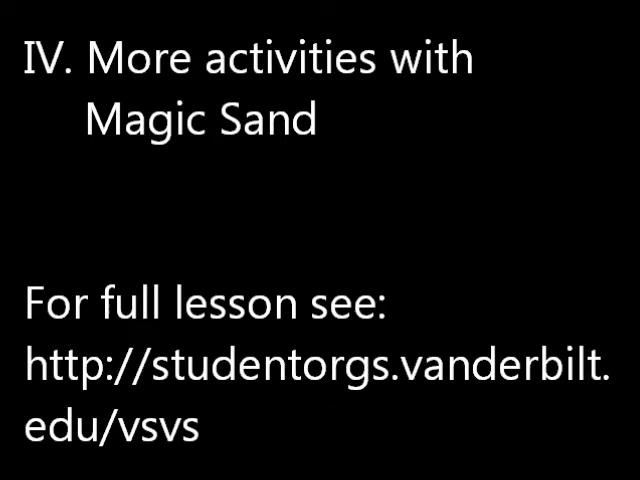 IV. More activities with
Magic Sand
For full lesson see:
http://studentorgs.vanderbilt.
edu/vsvs